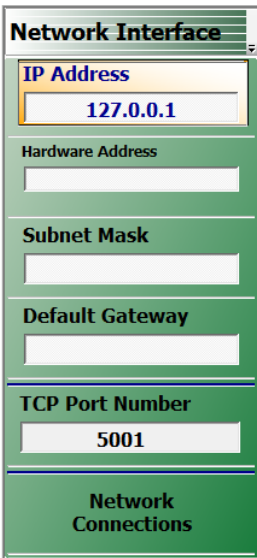 Network Interface
IP Address
127.0.0.1
Hardware Address
Subnet Mask
Default Gateway
TCP Port Number
5001
Network
Connections